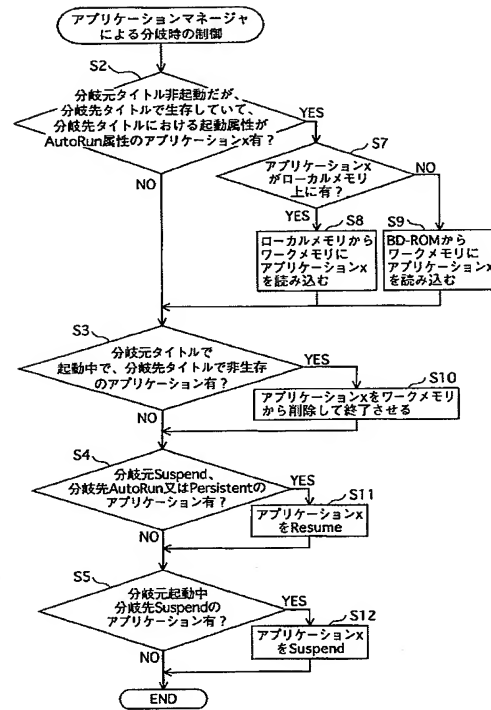 アプリケーションマネージャ
による分岐時の制御
S2
分岐元タイトル非起動だが、
分岐先タイトルで生存していて、
分岐先タイトルにおける起動属性が
AutoRun属性のアプリケーションx有？
YES
NO
S7
アプリケーションx
がローカルメモリ
上に有？
NO
YES
S8
ローカルメモリから
ワークメモリに
アプリケーションx
を読み込む
S9
BD-ROMから
ワークメモリに
アプリケーションx
を読み込む
S3
分岐元タイトルで
起動中で、分岐先タイトルで非生存
のアプリケーション有？
YES
NO
S10
アプリケーションxをワークメモリ
から削除して終了させる
S4
分岐元Suspend、
分岐先AutoRun又はPersistentの
アプリケーション有？
YES
NO
S11
アプリケーションx
をResume
S5
分岐元起動中
分岐先Suspendの
アプリケーション有？
YES
NO
S12
アプリケーションx
をSuspend
END